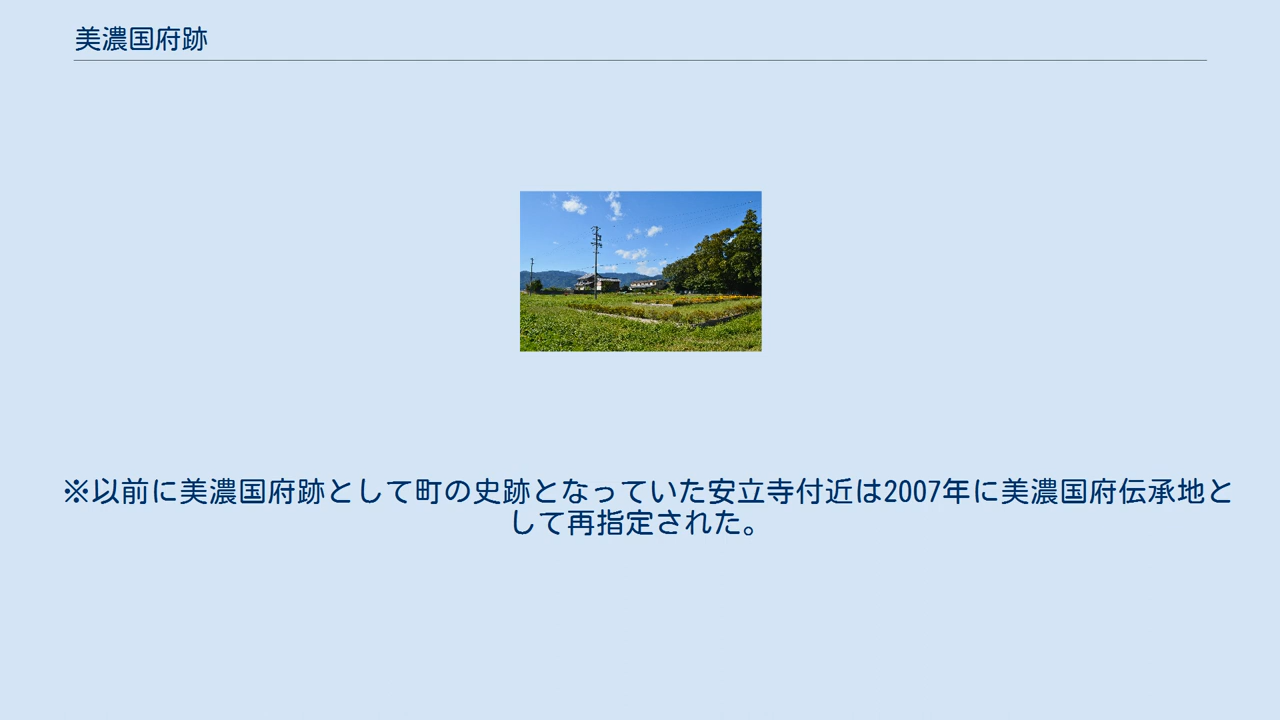 美濃国府跡
※以前に美濃国府跡として町の史跡となっていた安立寺付近は2007年に美濃国府伝承地と
して再指定された。